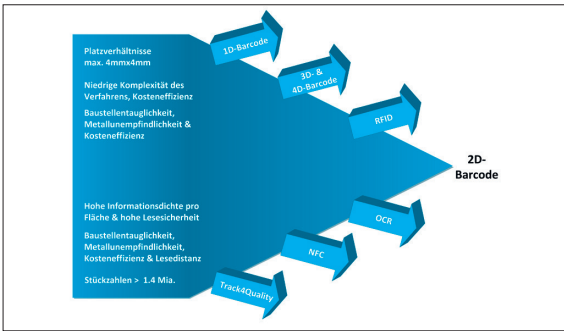 Platzverhältnisse
max. 4mmx4mm
Niedrige Komplexität des
Verfahrens, Kosteneffizienz
Baustellentauglichkeit,
Metallunempfindlichkeit &
Kosteneffizienz
Hohe Informationsdichte pro
Fläche & hohe Lesesicherheit
Baustellentauglichkeit,
Metallunempfindlichkeit,
Kosteneffizienz & Lesedistanz
Stückzahlen > 1.4 Mia.
1D-Barcode
3D- &
4D-Barcode
RFID
2D-
Barcode
OCR
NFC
Track4Quality